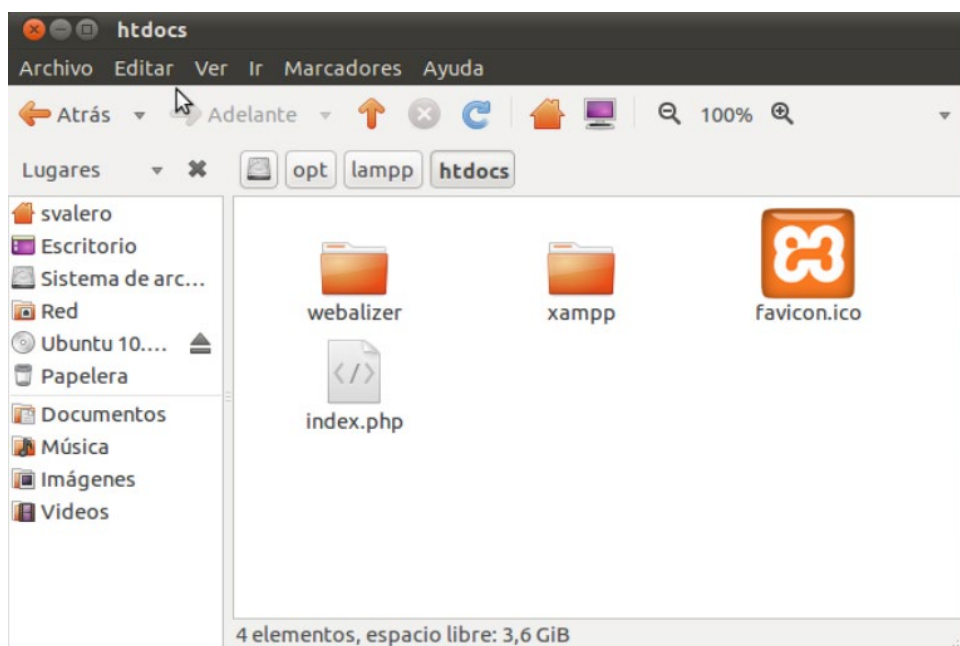 htdocs
Archivo Editar Ver Ir Marcadores Ayuda
Atrás Adelante 100%
Lugares opt lampp htdocs
svalero
Escritorio
Sistema de arc...
Red
Ubuntu 10....
Papelera
Documentos
Música
Imágenes
Videos
webalizer xampp favicon.ico
index.php
4 elementos, espacio libre: 3,6 GiB